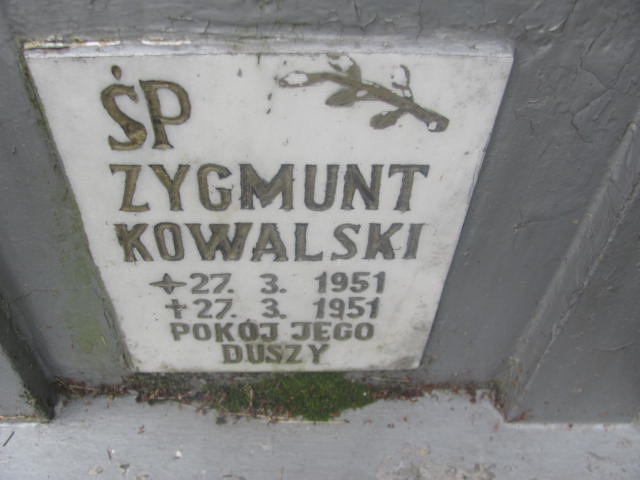 ŚP
ZYGMUNT
KOWALSKI
27. 3. 1951
✝27. 3. 1951
POKÓJ JEGO
DUSZY